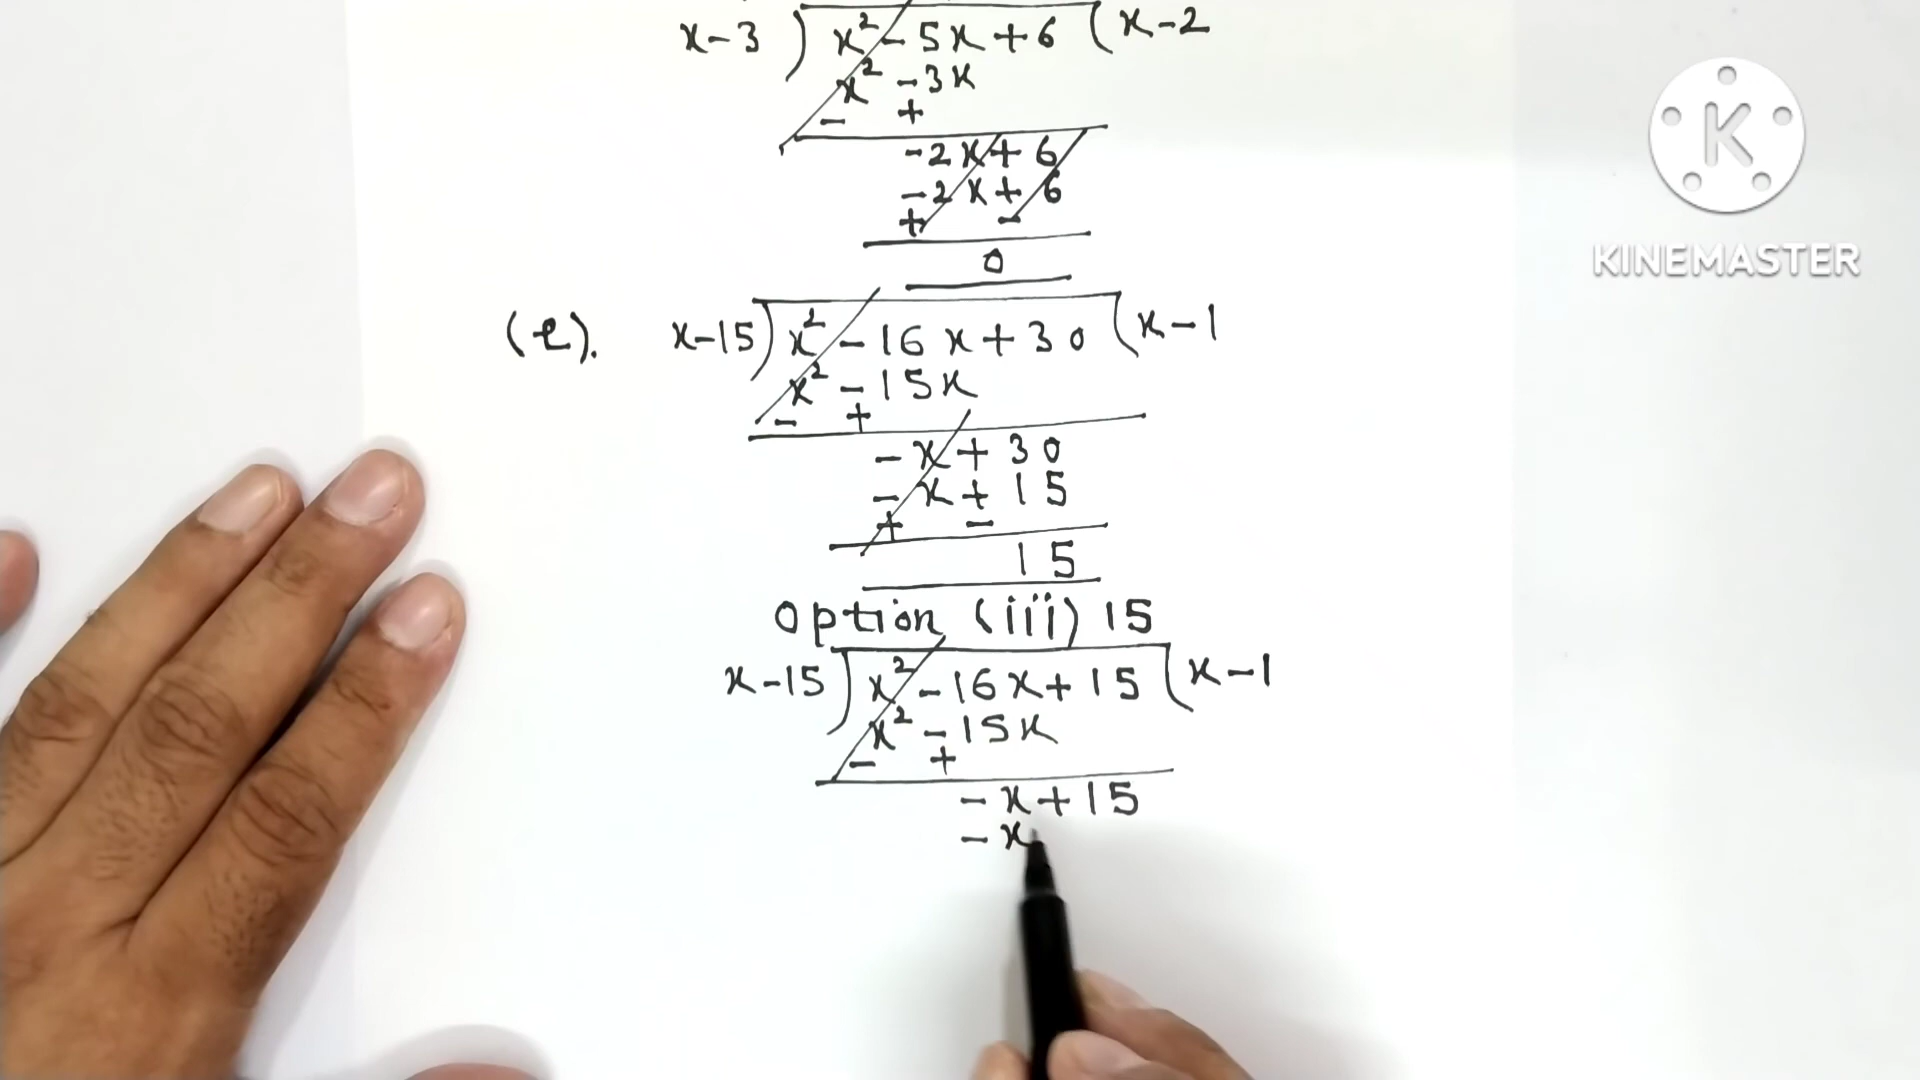 x-3 ) x² - 5x + 6 ( x-2
x² - 3x
- +
-2x + 6
-2x + 6
+ -
0
K
KINEMASTER
(e). x-15 ) x² - 16x + 30 ( x-1
x² - 15x
- +
- x + 30
- x + 15
+ -
15
Option (iii) 15
x-15 ) x² - 16x + 15 ( x-1
x² - 15x
- +
- x + 15
- x